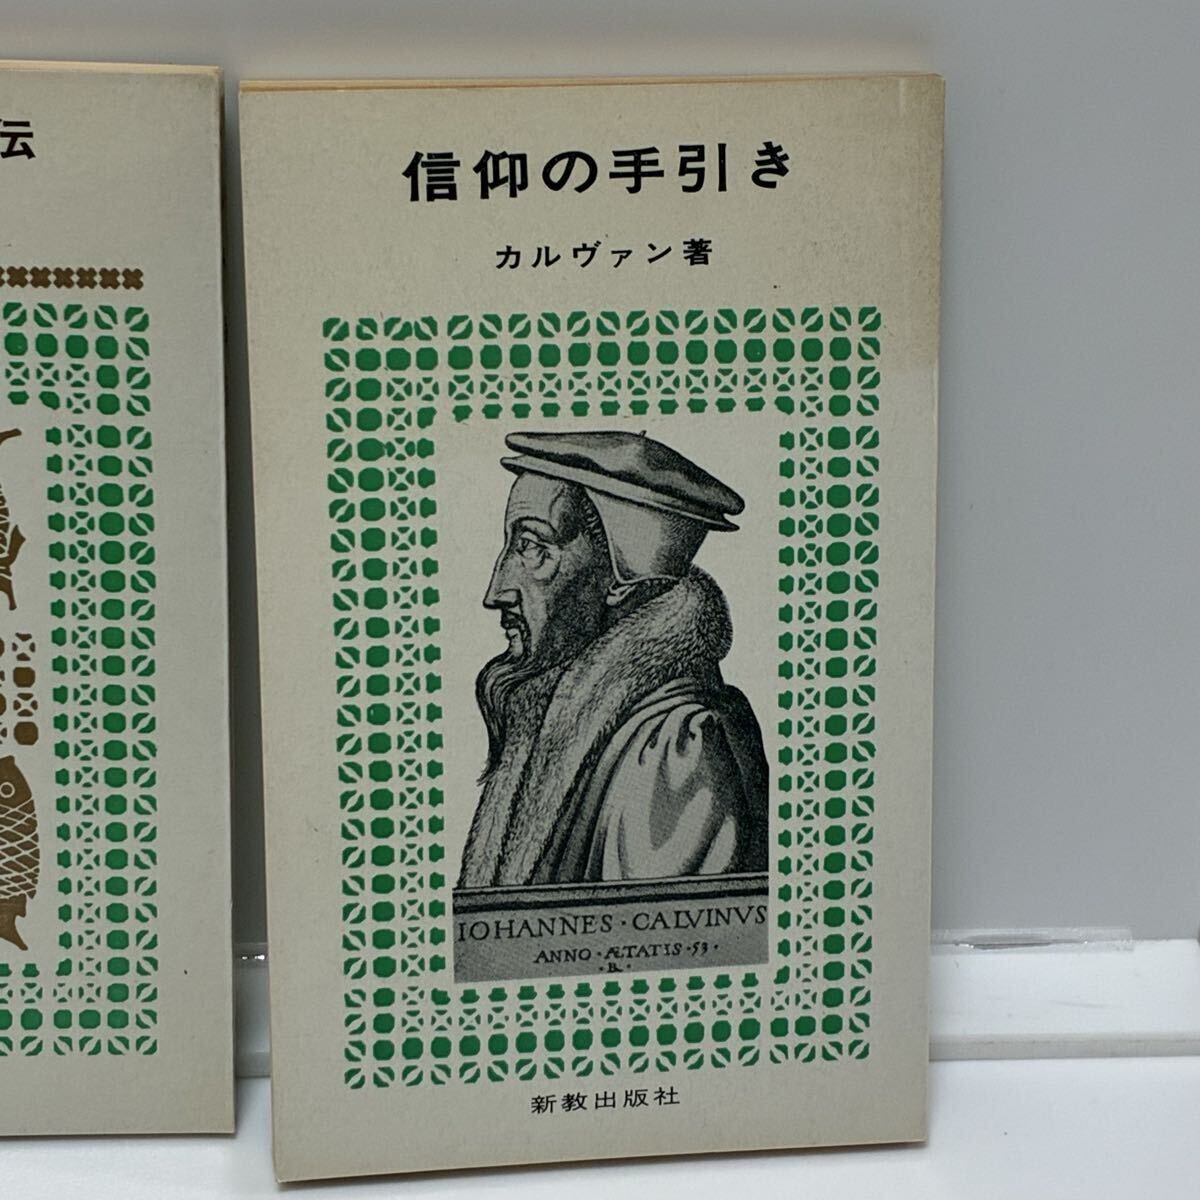 伝
信仰の手引き
カルヴァン著
IOHANNES·CALVINVS
ANNO·ÆTATIS·53·
·R·
新教出版社